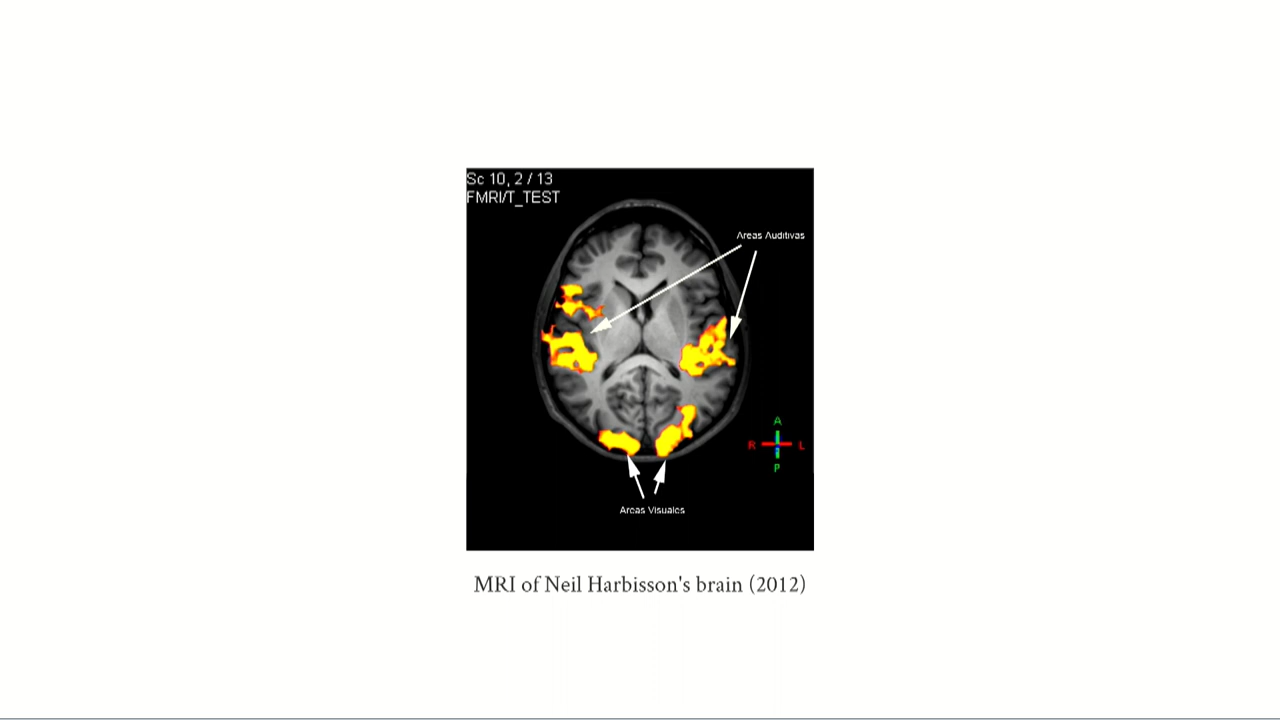 Sc 10, 2 / 13
FMRI/T_TEST
Areas Auditivas
A
R L
P
Areas Visuales
MRI of Neil Harbisson's brain (2012)